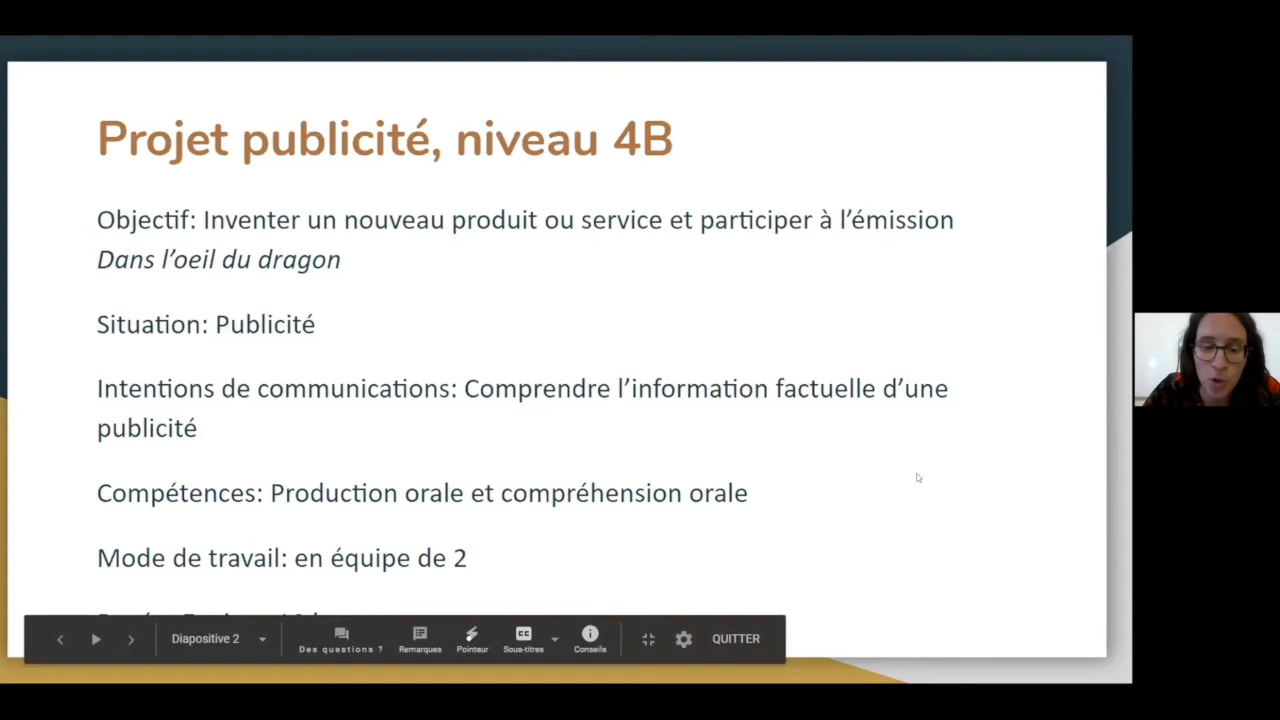 Projet publicité, niveau 4B
Objectif: Inventer un nouveau produit ou service et participer à l’émission
Dans l’oeil du dragon
Situation: Publicité
Intentions de communications: Comprendre l’information factuelle d’une
publicité
Compétences: Production orale et compréhension orale
Mode de travail: en équipe de 2
Diapositive 2
Des questions ?
Remarques
Pointeur
CC
Sous-titres
Conseils
QUITTER